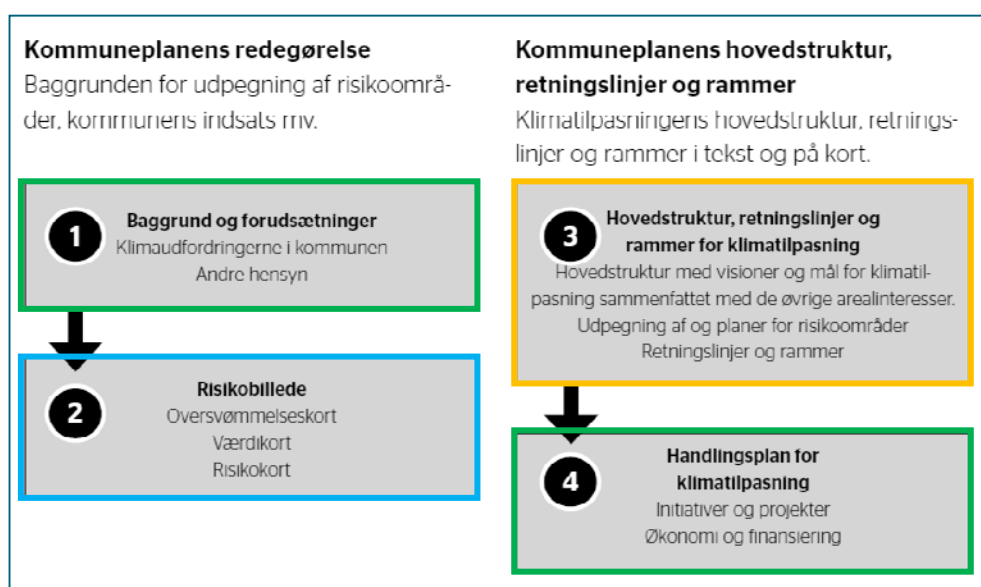 Kommuneplanens redegørelse
Baggrunden for udpegning af risikoområ-
der, kommunens indsats mv.
1
Baggrund og forudsætninger
Klimaudfordringerne i kommunen
Andre hensyn
2
Risikobillede
Oversvømmelseskort
Værdikort
Risikokort
Kommuneplanens hovedstruktur,
retningslinjer og rammer
Klimatilpasningens hovedstruktur, retnings-
linjer og rammer i tekst og på kort.
3
Hovedstruktur, retningslinjer og
rammer for klimatilpasning
Hovedstruktur med visioner og mål for klimatil-
pasning sammenfattet med de øvrige arealinteresser.
Udpegning af og planer for risikoområder
Retningslinjer og rammer
4
Handlingsplan for
klimatilpasning
Initiativer og projekter
Økonomi og finansiering